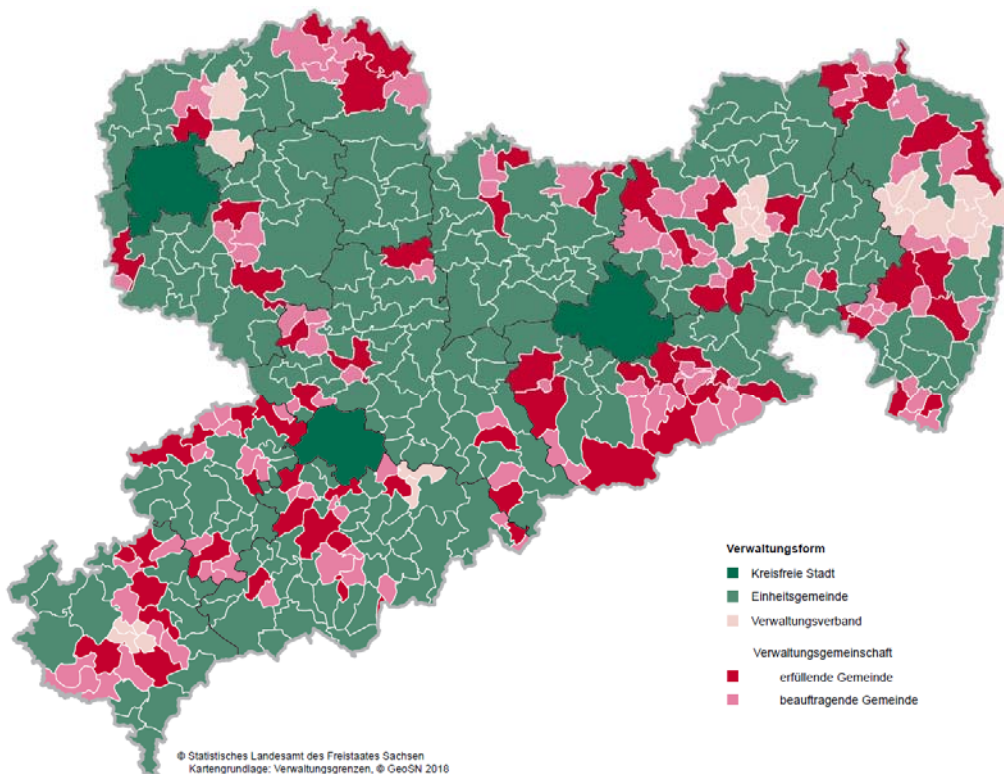 Verwaltungsform
Kreisfreie Stadt
Einheitsgemeinde
Verwaltungsverband
Verwaltungsgemeinschaft
erfüllende Gemeinde
beauftragende Gemeinde
© Statistisches Landesamt des Freistaates Sachsen
Kartengrundlage: Verwaltungsgrenzen, © GeoSN 2018